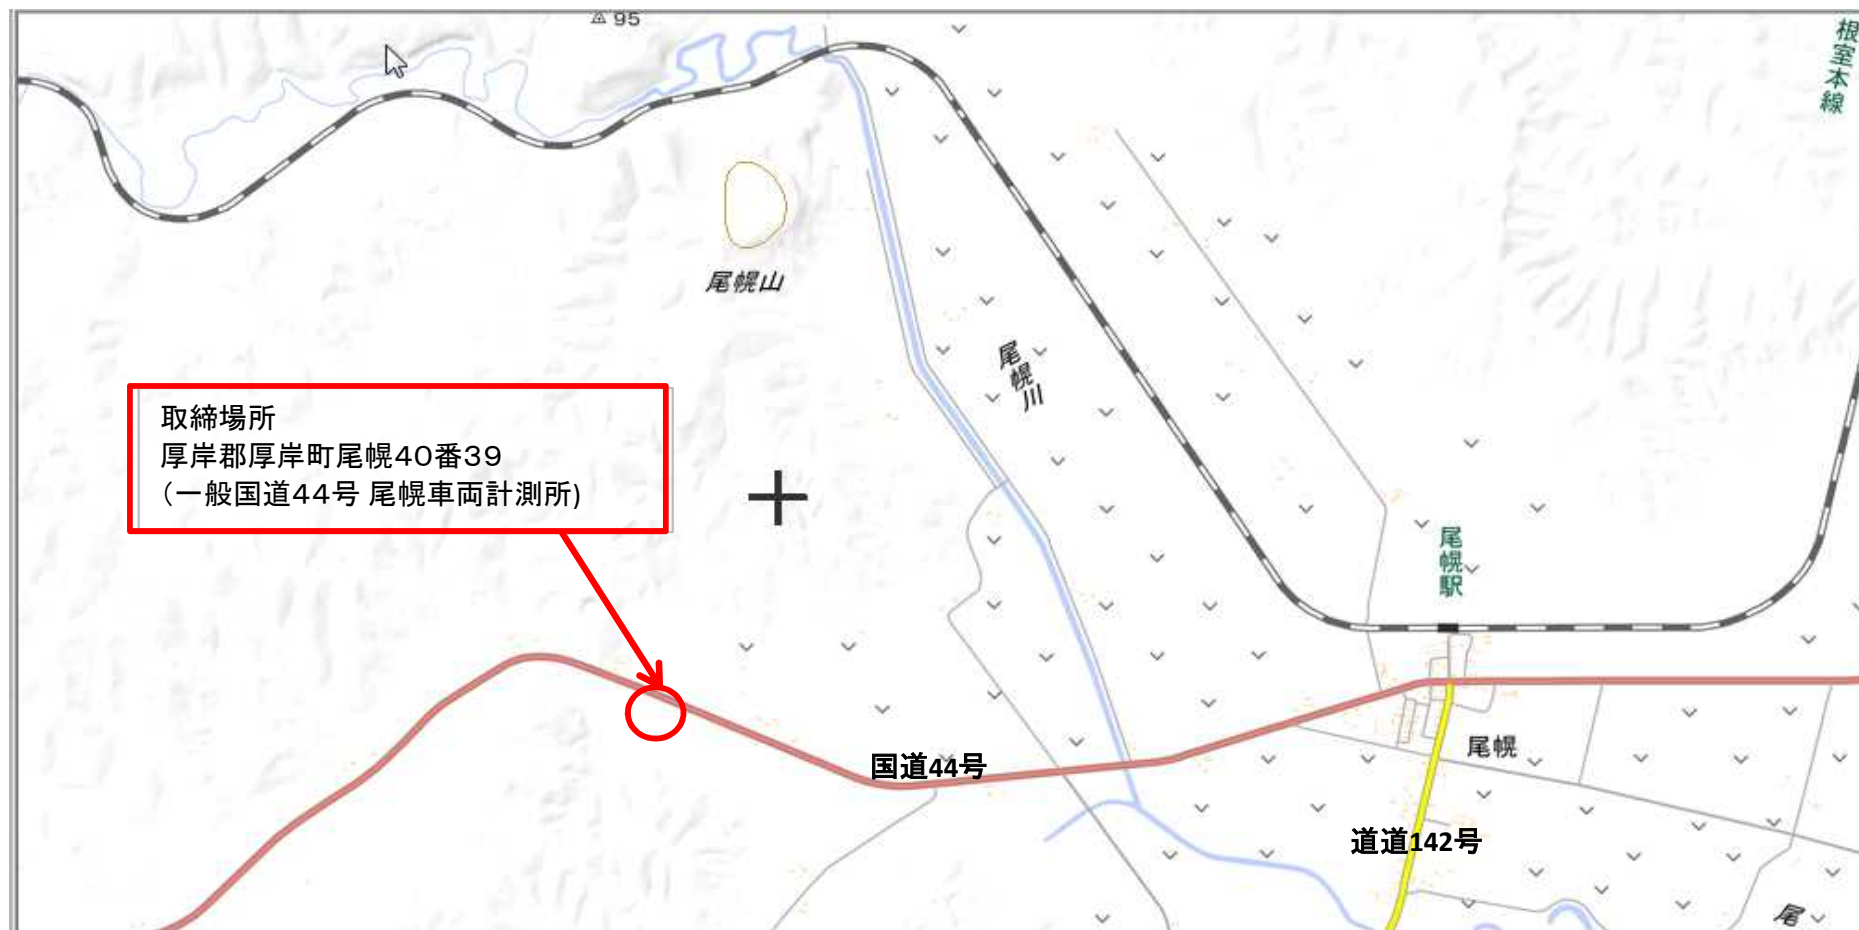 95
根室本線
尾幌山
尾幌川
取締場所
厚岸郡厚岸町尾幌40番39
(一般国道44号 尾幌車両計測所)
尾幌駅
国道44号
尾幌
道道142号
尾